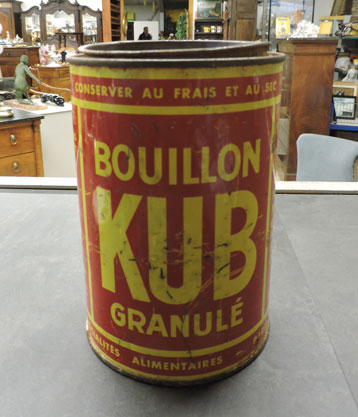 CONSERVER AU FRAIS ET AU SEC
BOUILLON
KUB
GRANULÉ
ALIMENTAIRES